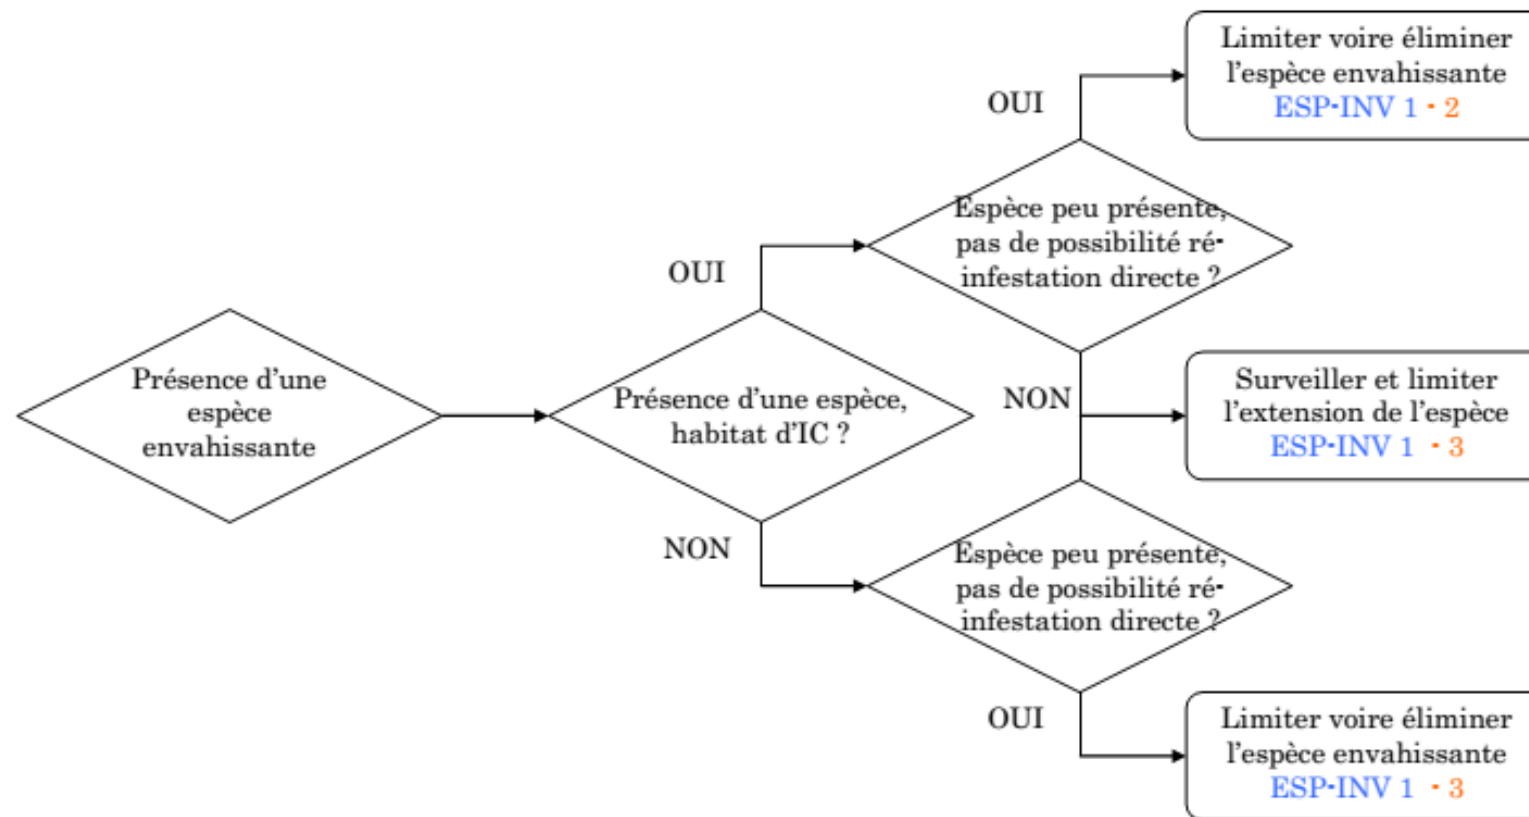 Limiter voire éliminer
l'espèce envahissante
ESP-INV 1 - 2
OUI
Espèce peu présente,
pas de possibilité ré-
infestation directe ?
OUI
Présence d'une
espèce
envahissante
Présence d'une espèce,
habitat d'IC ?
NON
Surveiller et limiter
l'extension de l'espèce
ESP-INV 1 - 3
NON
Espèce peu présente,
pas de possibilité ré-
infestation directe ?
OUI
Limiter voire éliminer
l'espèce envahissante
ESP-INV 1 - 3